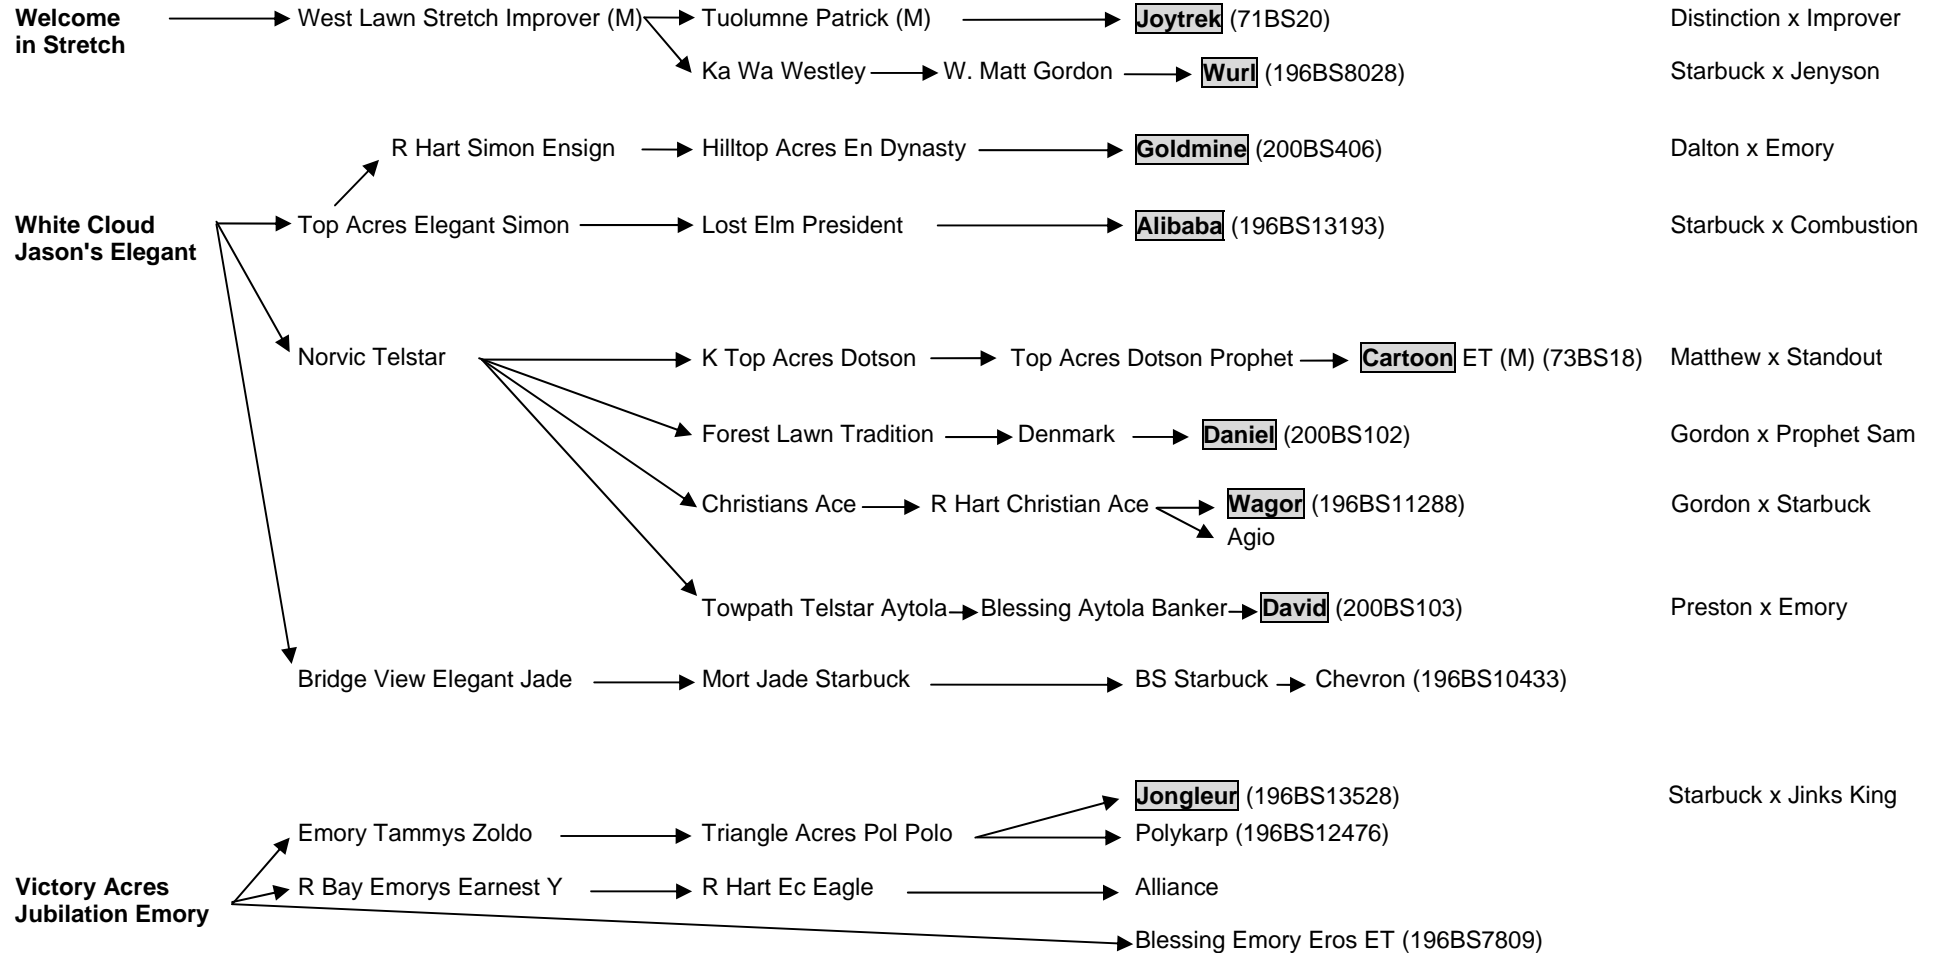 Welcome in Stretch
West Lawn Stretch Improver (M)
Tuolumne Patrick (M)
Joytrek (71BS20)
Distinction x Improver
Ka Wa Westley
W. Matt Gordon
Wurl (196BS8028)
Starbuck x Jenyson
R Hart Simon Ensign
Hilltop Acres En Dynasty
Goldmine (200BS406)
Dalton x Emory
White Cloud
Jason's Elegant
Top Acres Elegant Simon
Lost Elm President
Alibaba (196BS13193)
Starbuck x Combustion
Norvic Telstar
K Top Acres Dotson
Top Acres Dotson Prophet
Cartoon ET (M) (73BS18)
Matthew x Standout
Forest Lawn Tradition
Denmark
Daniel (200BS102)
Gordon x Prophet Sam
Christians Ace
R Hart Christian Ace
Wagor (196BS11288)
Gordon x Starbuck
Agio
Towpath Telstar Aytola
Blessing Aytola Banker
David (200BS103)
Preston x Emory
Bridge View Elegant Jade
Mort Jade Starbuck
BS Starbuck
Chevron (196BS10433)
Jongleur (196BS13528)
Starbuck x Jinks King
Emory Tammys Zoldo
Triangle Acres Pol Polo
Polykarp (196BS12476)
Victory Acres
Jubilation Emory
R Bay Emorys Earnest Y
R Hart Ec Eagle
Alliance
Blessing Emory Eros ET (196BS7809)